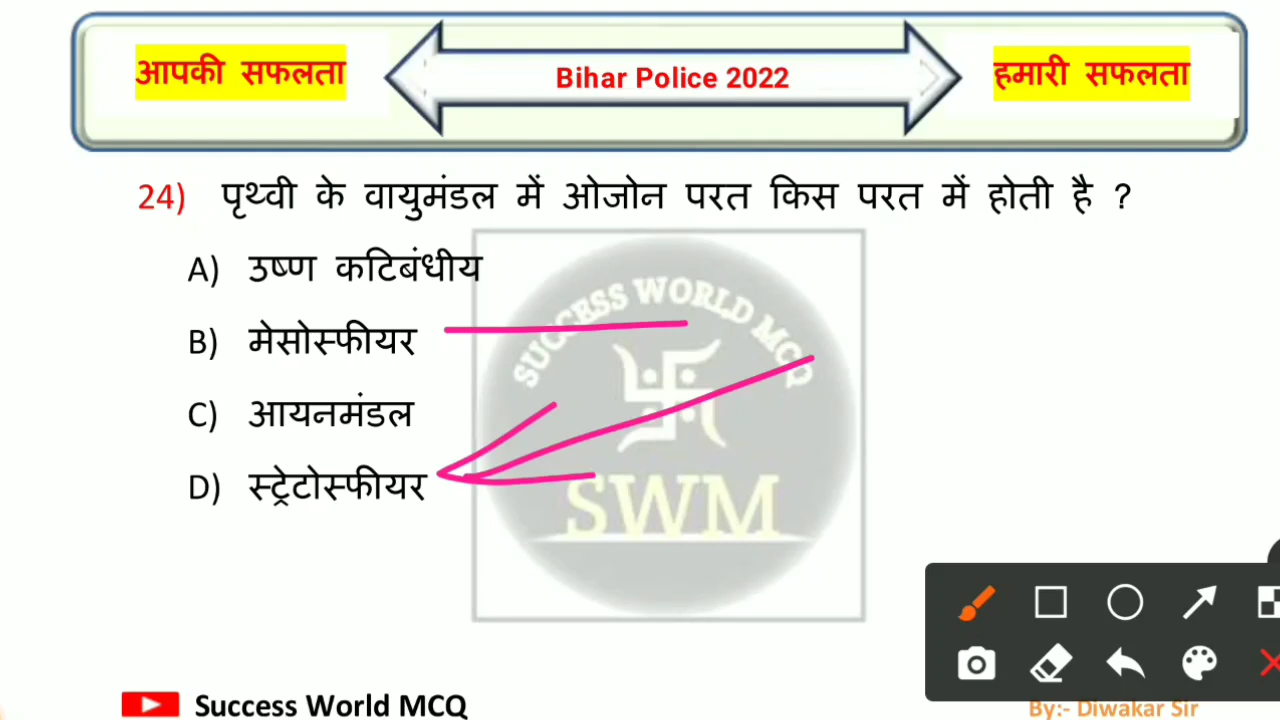 आपकी सफलता
Bihar Police 2022
हमारी सफलता
24) पृथ्वी के वायुमंडल में ओजोन परत किस परत में होती है ?
A) उष्ण कटिबंधीय
B) मेसोस्फीयर
C) आयनमंडल
D) स्ट्रेटोस्फीयर
SUCCESS WORLD MCQ
SWM
Success World MCQ
By:- Diwakar Sir